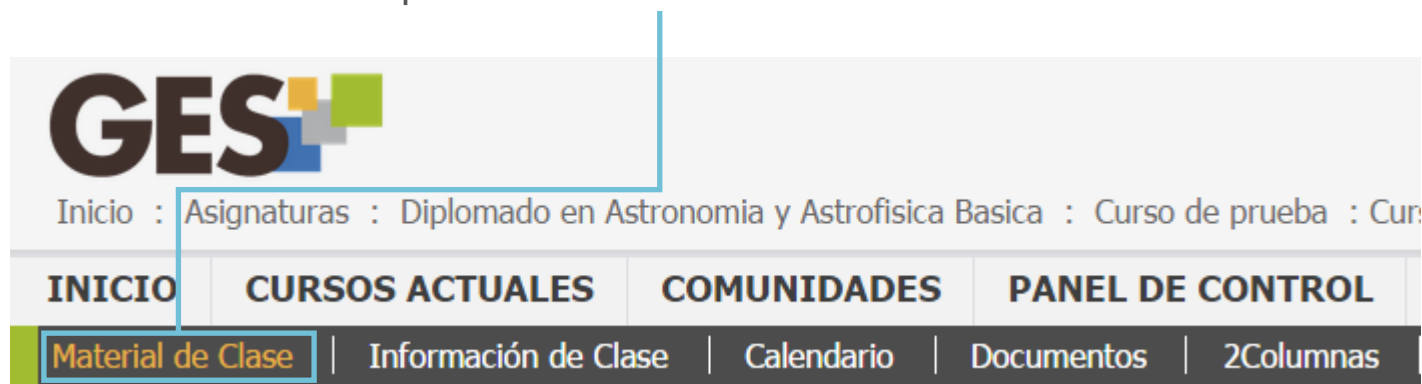 GES
Inicio : Asignaturas : Diplomado en Astronomia y Astrofisica Basica : Curso de prueba :
INICIO CURSOS ACTUALES COMUNIDADES PANEL DE CONTROL
Material de Clase | Información de Clase | Calendario | Documentos | 2Columnas